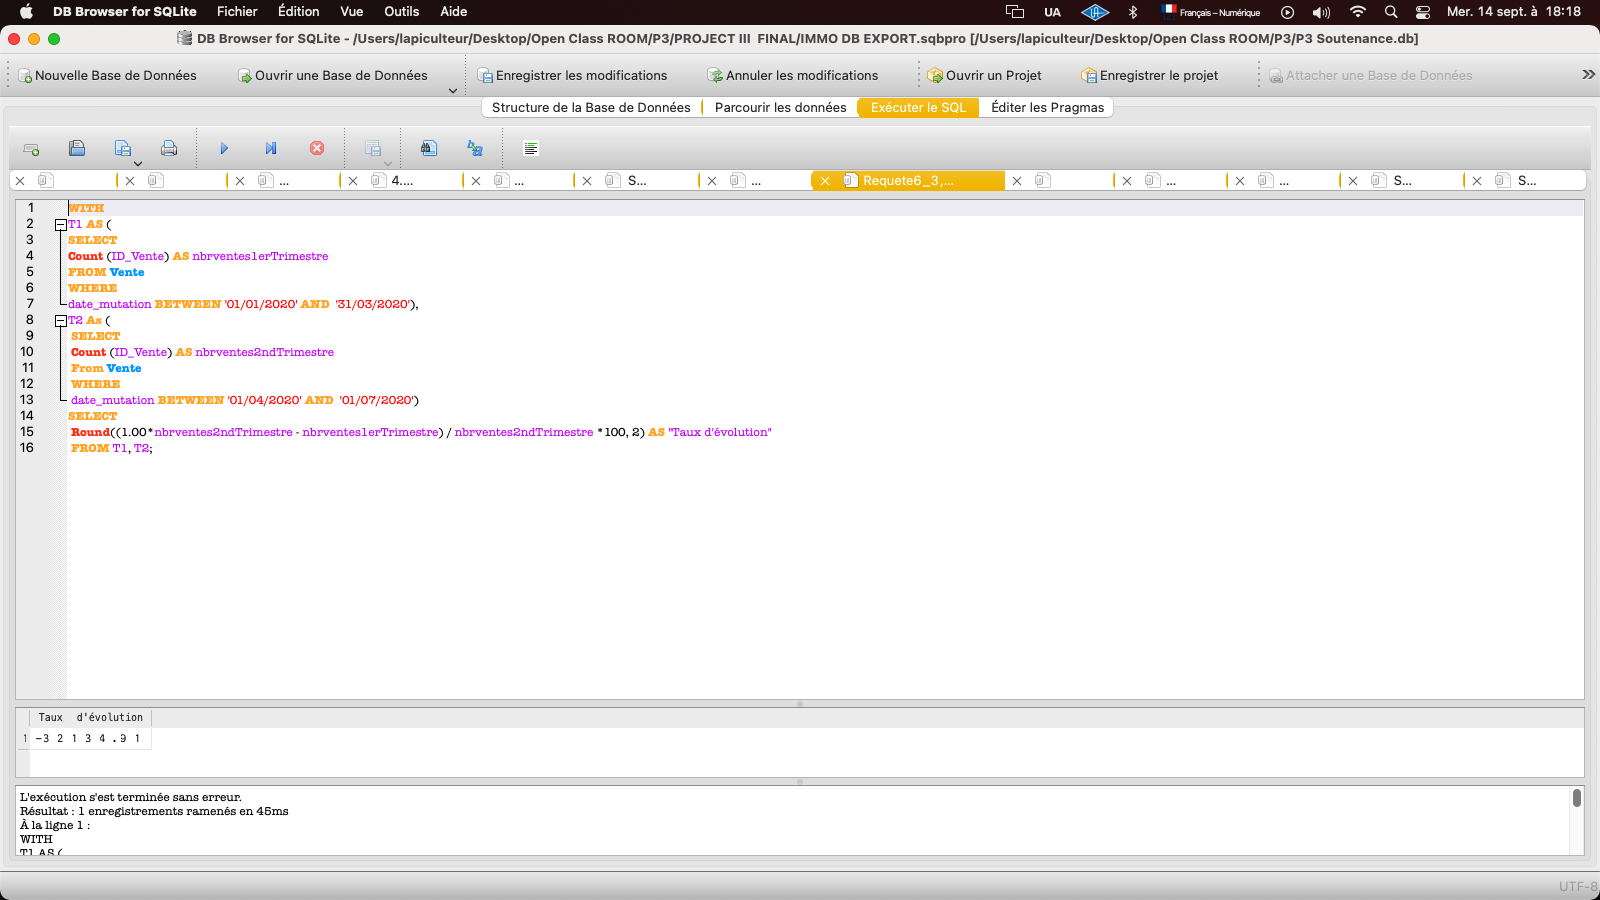 DB Browser for SQLite Fichier Édition Vue Outils Aide UA Français – Numérique Mer. 14 sept. à 18:18
DB Browser for SQLite - /Users/lapiculteur/Desktop/Open Class ROOM/P3/PROJECT III FINAL/IMMO DB EXPORT.sqbpro [/Users/lapiculteur/Desktop/Open Class ROOM/P3/P3 Soutenance.db]
Nouvelle Base de Données Ouvrir une Base de Données Enregistrer les modifications Annuler les modifications Ouvrir un Projet Enregistrer le projet Attacher une Base de Données »
Structure de la Base de Données Parcourir les données Exécuter le SQL Éditer les Pragmas
... 4.... ... S... ... Requete6_3,... ... ... S... S...
1 WITH
2 T1 AS (
3 SELECT
4 Count (ID_Vente) AS nbrventes1erTrimestre
5 FROM Vente
6 WHERE
7 date_mutation BETWEEN '01/01/2020' AND '31/03/2020'),
8 T2 As (
9 SELECT
10 Count (ID_Vente) AS nbrventes2ndTrimestre
11 From Vente
12 WHERE
13 date_mutation BETWEEN '01/04/2020' AND '01/07/2020')
14 SELECT
15 Round((1.00*nbrventes2ndTrimestre - nbrventes1erTrimestre) / nbrventes2ndTrimestre *100, 2) AS "Taux d'évolution"
16 FROM T1, T2;
Taux d'évolution
1 -3 2 1 3 4 . 9 1
L'exécution s'est terminée sans erreur.
Résultat : 1 enregistrements ramenés en 45ms
À la ligne 1 :
WITH
T1 AS (
UTF-8